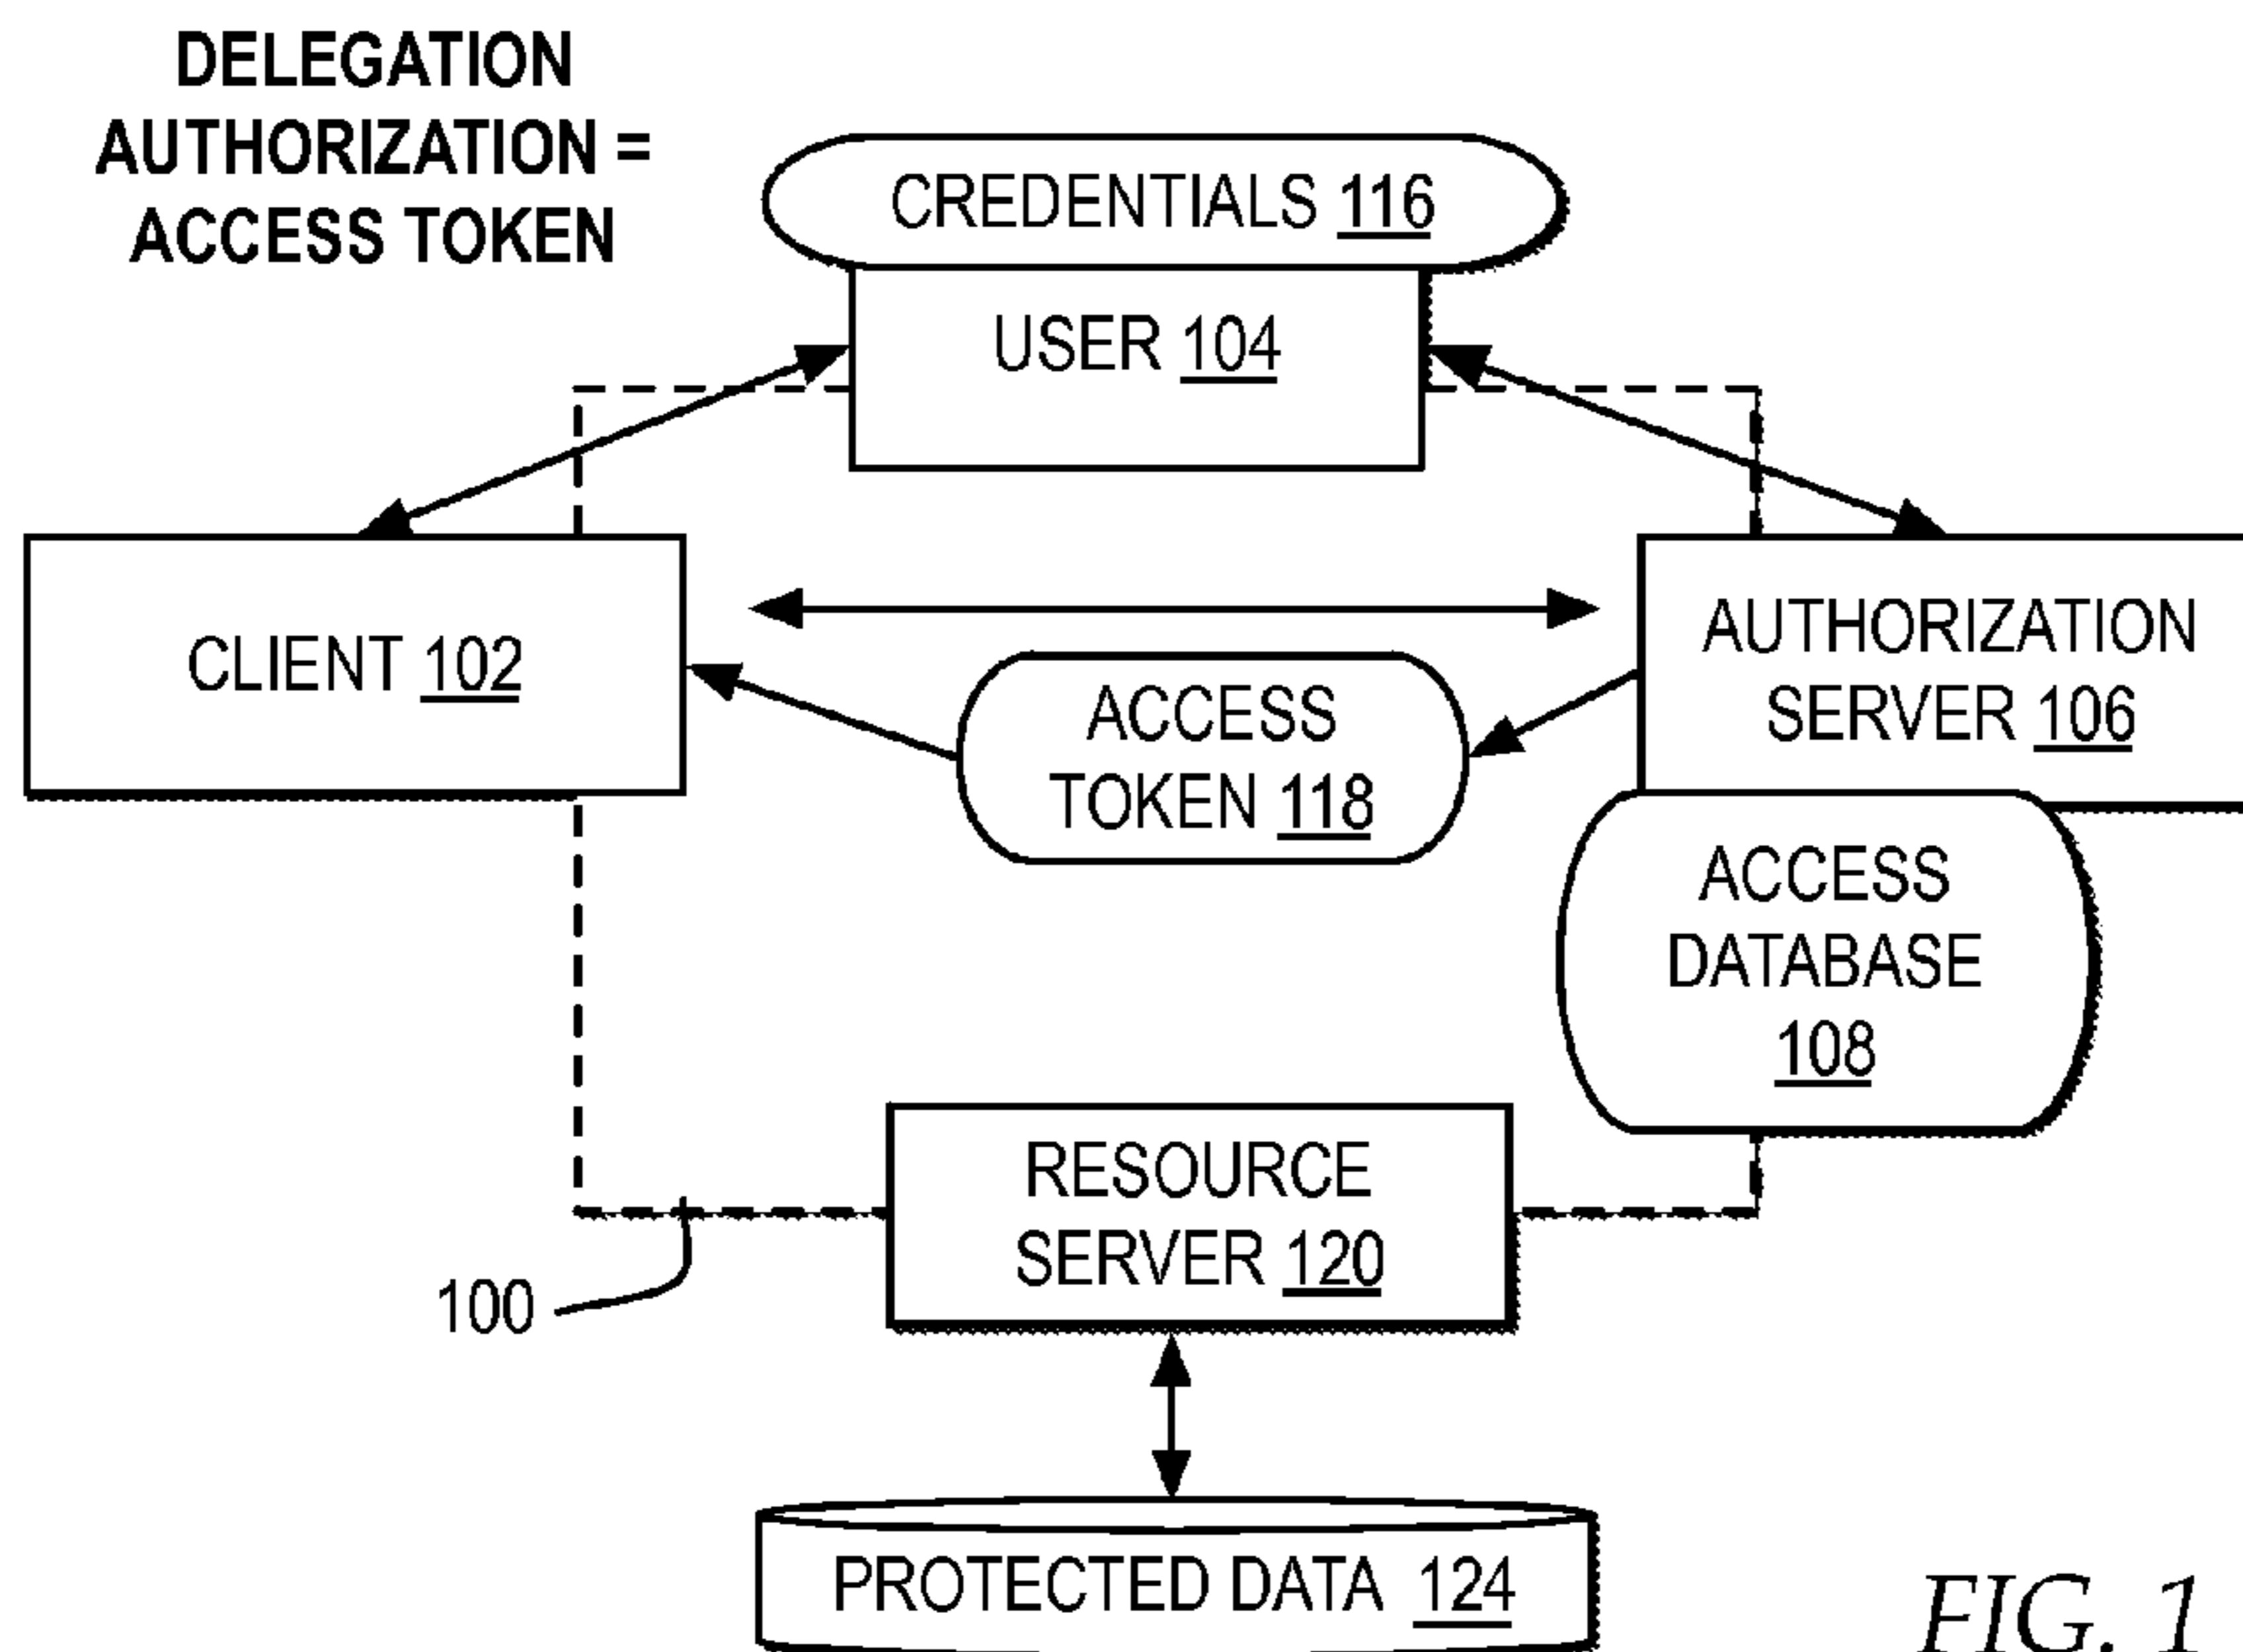 DELEGATION
AUTHORIZATION =
ACCESS TOKEN
CREDENTIALS 116
USER 104
CLIENT 102
AUTHORIZATION
SERVER 106
ACCESS
TOKEN 118
ACCESS
DATABASE
108
RESOURCE
SERVER 120
100
PROTECTED DATA 124
FIG. 1